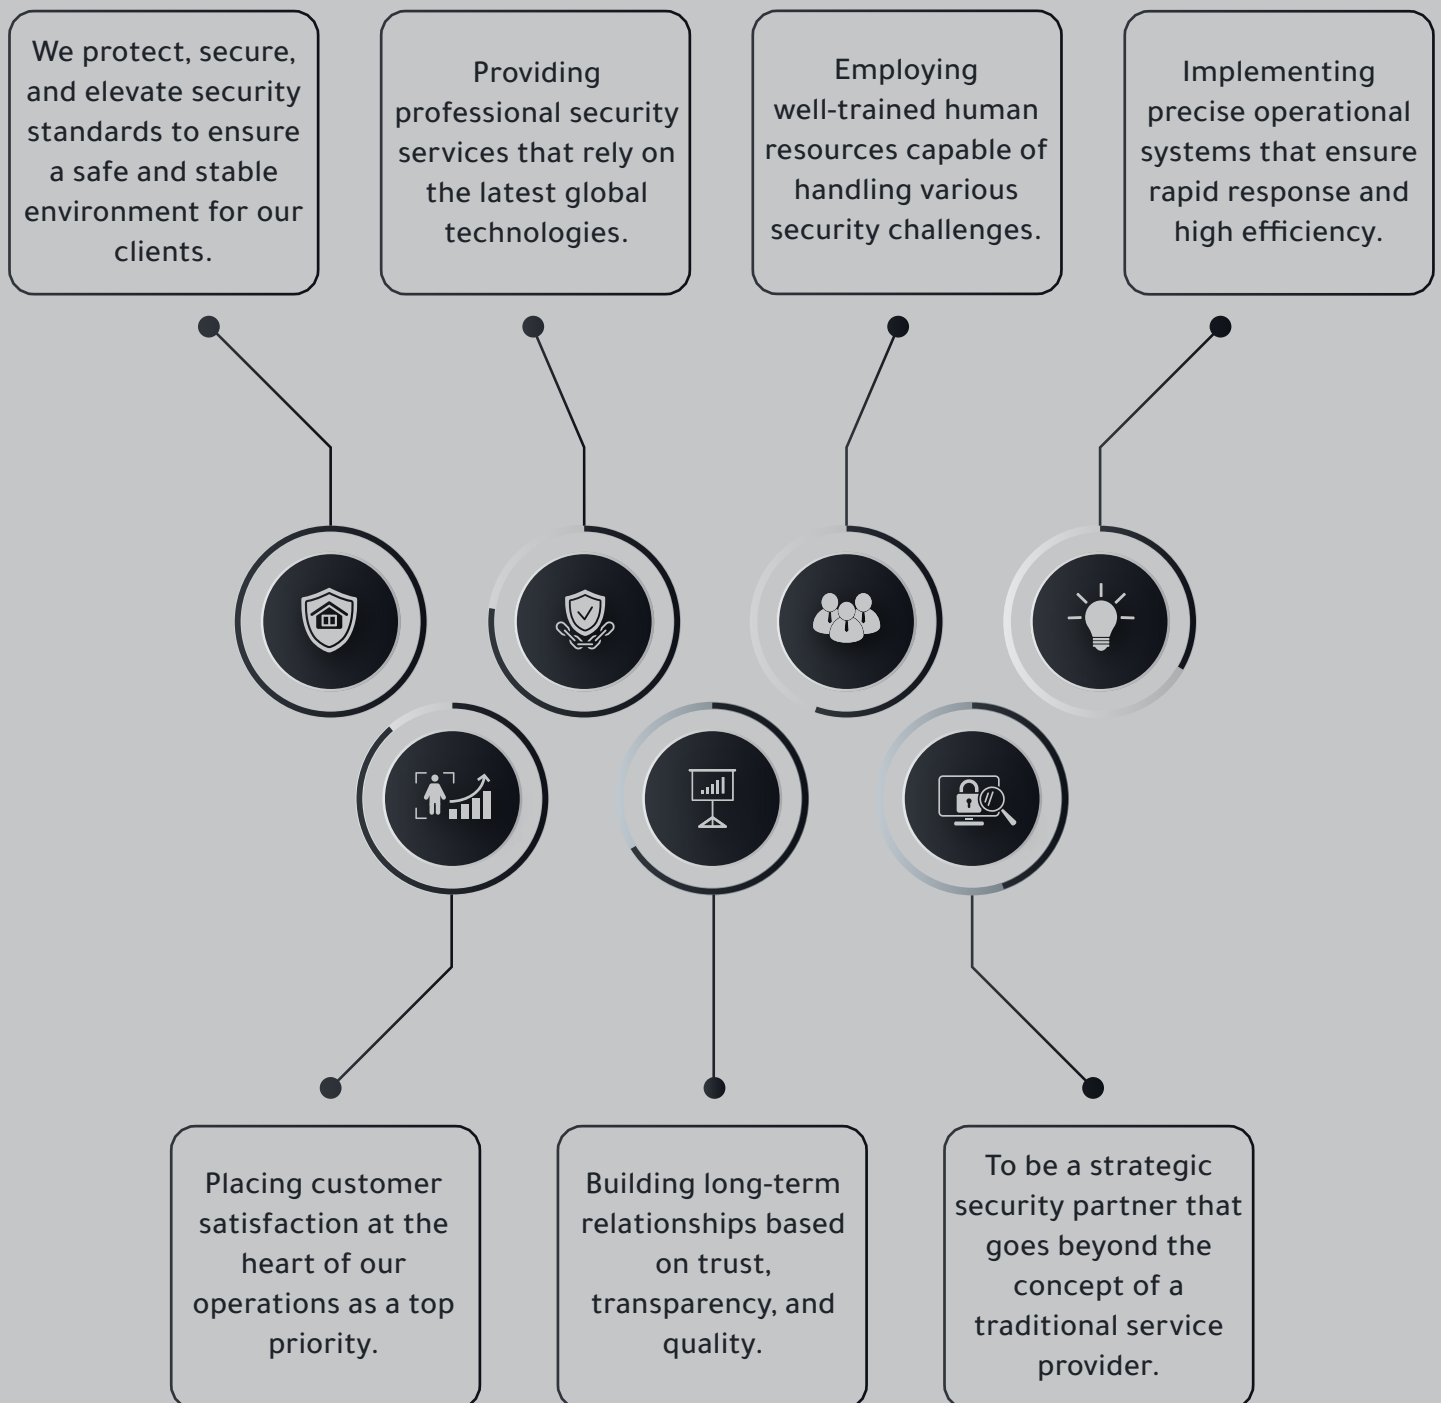 We protect, secure,
and elevate security
standards to ensure
a safe and stable
environment for our
clients.
Providing
professional security
services that rely on
the latest global
technologies.
Employing
well-trained human
resources capable of
handling various
security challenges.
Implementing
precise operational
systems that ensure
rapid response and
high efficiency.
Placing customer
satisfaction at the
heart of our
operations as a top
priority.
Building long-term
relationships based
on trust,
transparency, and
quality.
To be a strategic
security partner that
goes beyond the
concept of a
traditional service
provider.